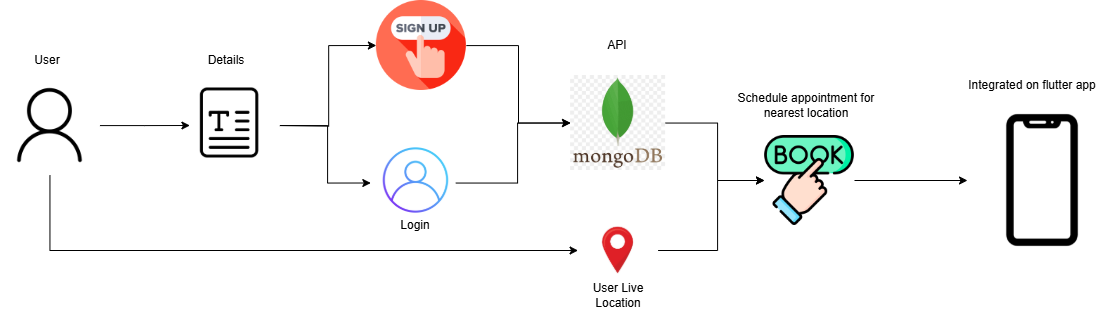 User
Details
SIGN UP
Login
API
mongoDB
User Live
Location
Schedule appointment for
nearest location
BOOK
Integrated on flutter app